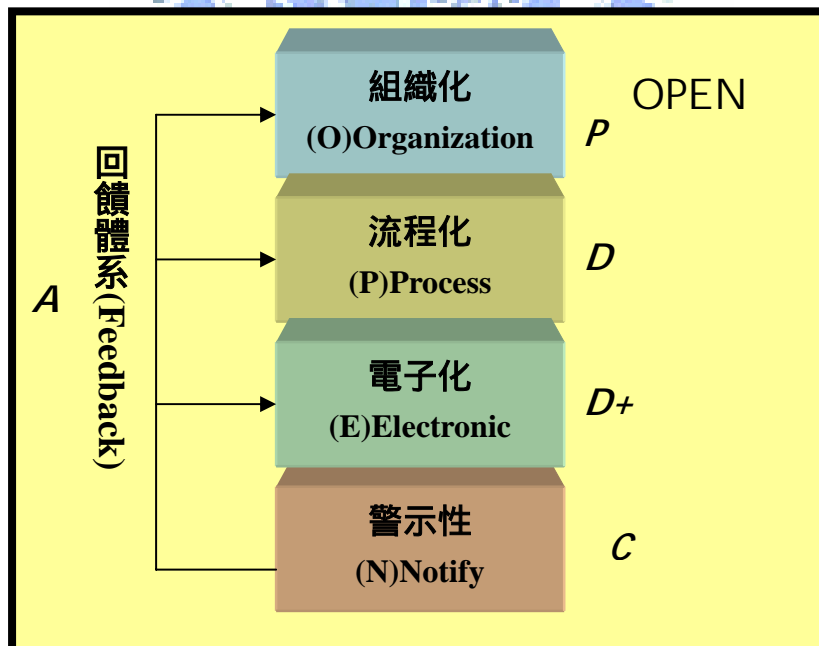 OPEN
組織化
(O)Organization
P
流程化
(P)Process
D
電子化
(E)Electronic
D+
警示性
(N)Notify
C
回饋體系(Feedback)
A